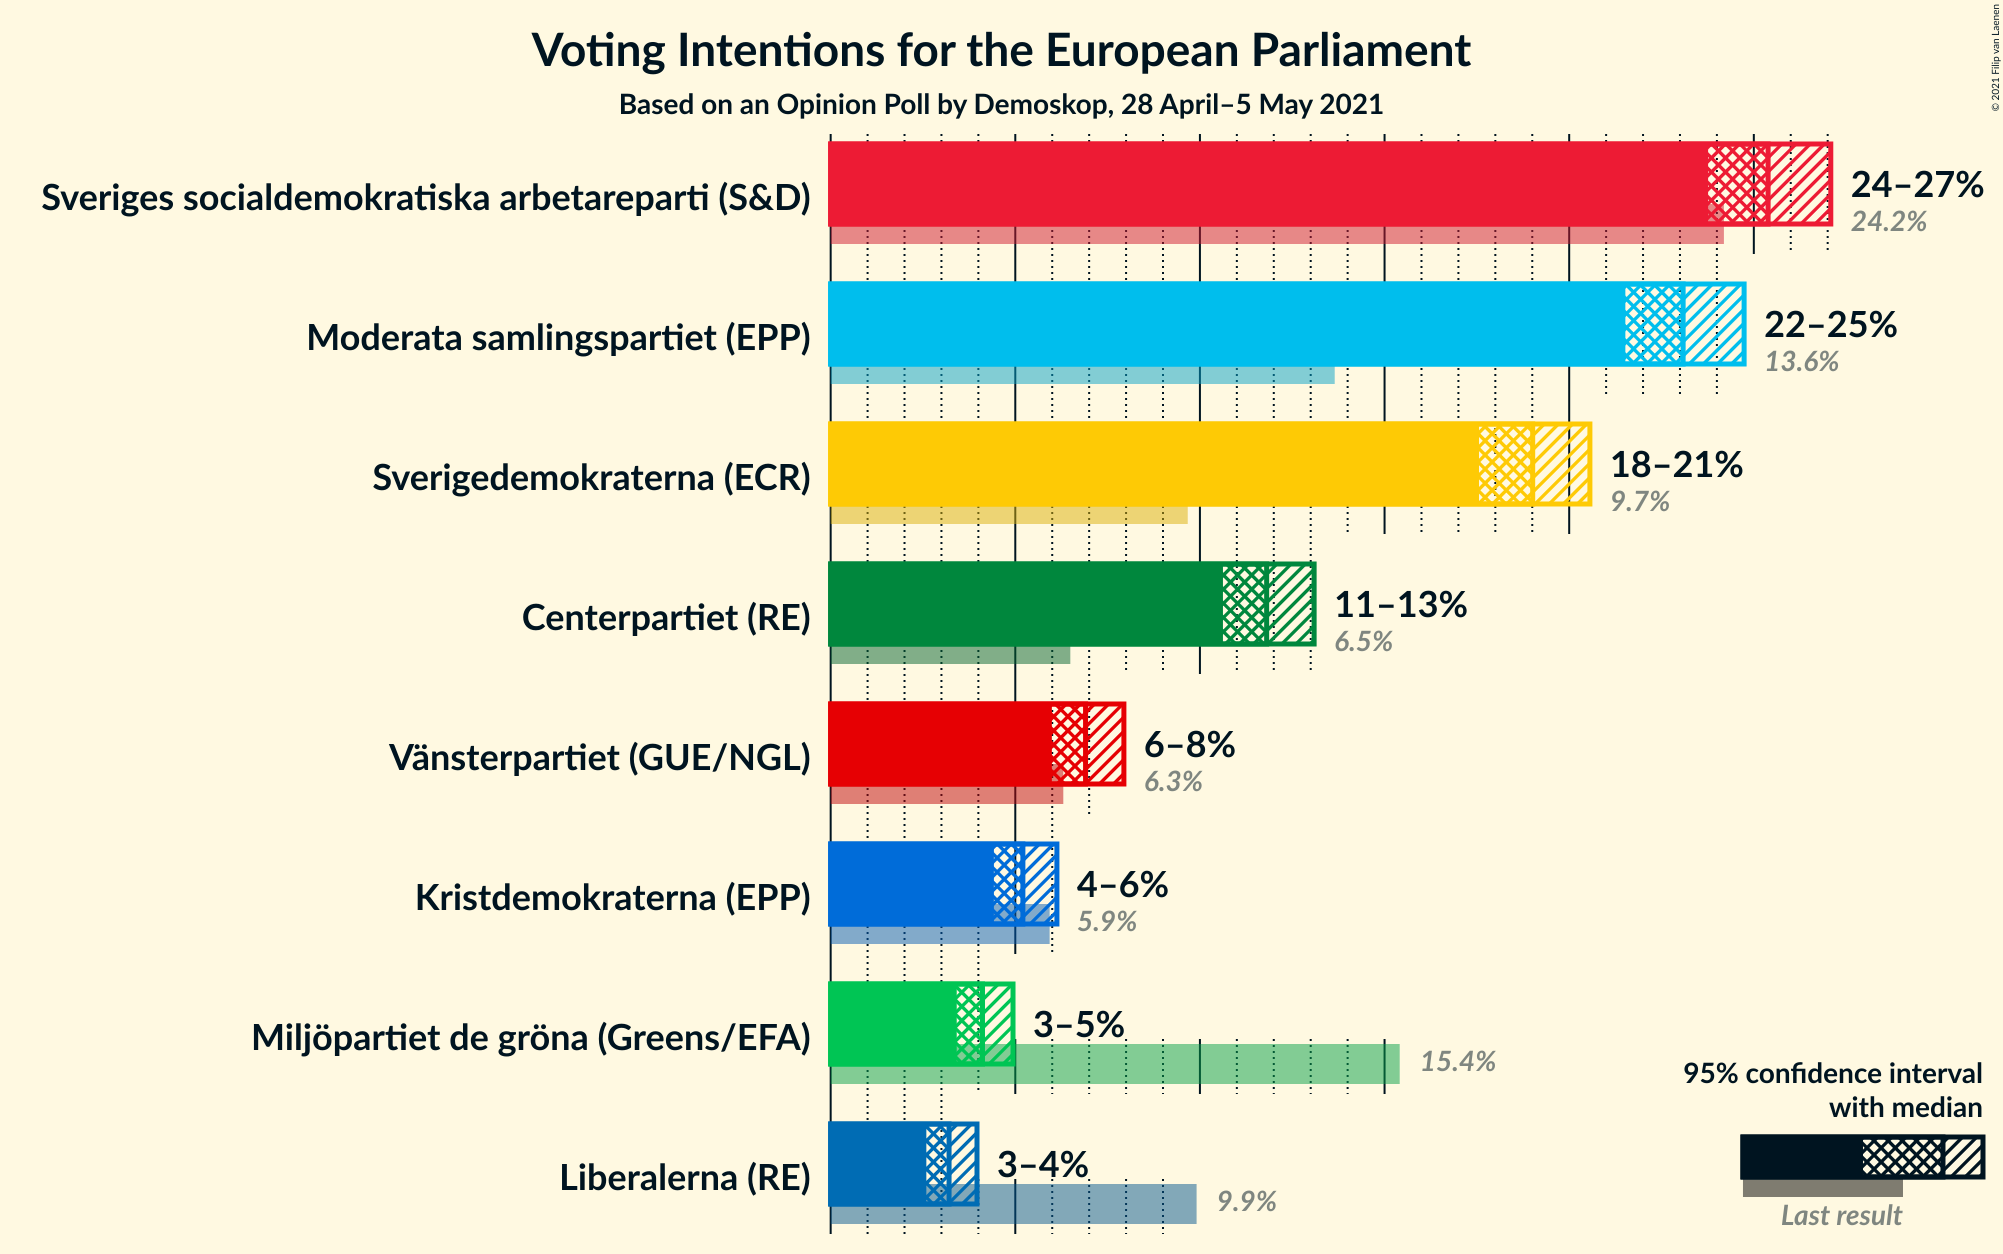 Voting Intentions for the European Parliament
Based on an Opinion Poll by Demoskop, 28 April–5 May 2021
© 2021 Filip van Laenen
Sveriges socialdemokratiska arbetareparti (S&D)
24–27%
24.2%
Moderata samlingspartiet (EPP)
22–25%
13.6%
Sverigedemokraterna (ECR)
18–21%
9.7%
Centerpartiet (RE)
11–13%
6.5%
Vänsterpartiet (GUE/NGL)
6–8%
6.3%
Kristdemokraterna (EPP)
4–6%
5.9%
Miljöpartiet de gröna (Greens/EFA)
3–5%
15.4%
Liberalerna (RE)
3–4%
9.9%
95% confidence interval
with median
Last result